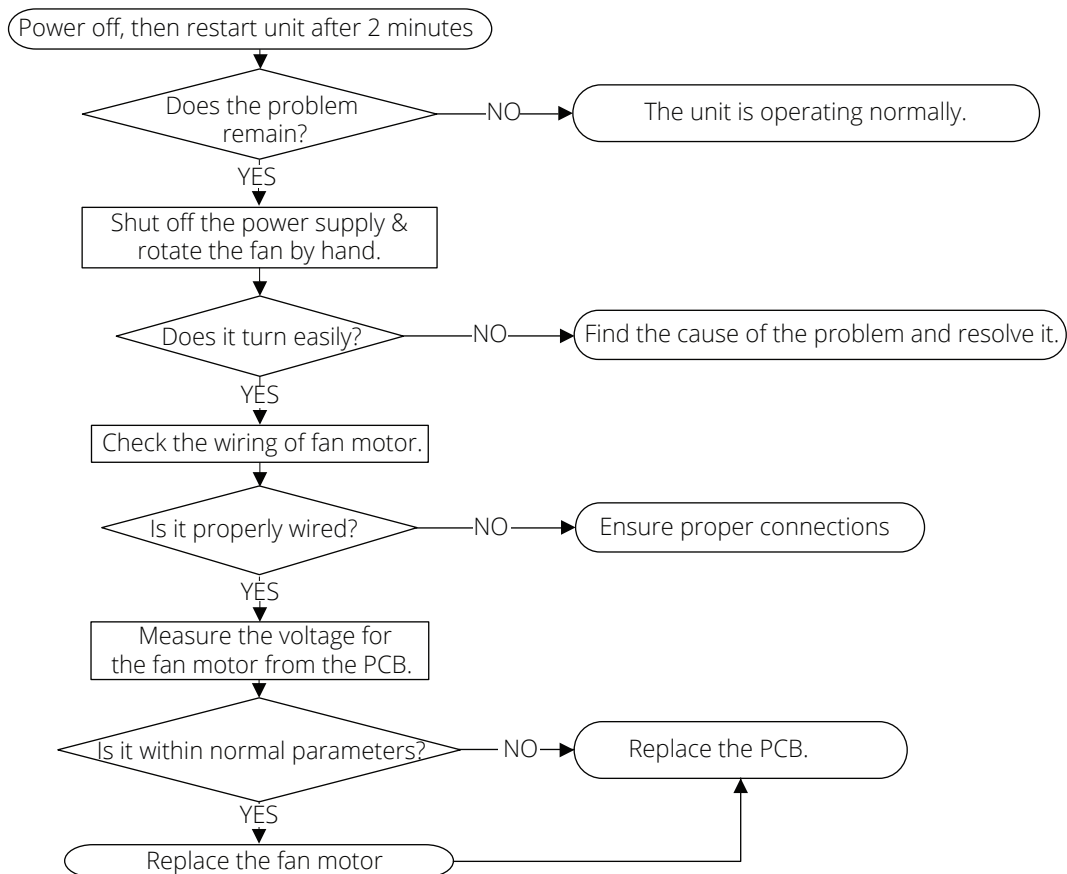 Power off, then restart unit after 2 minutes
Does the problem
remain?
NO
The unit is operating normally.
YES
Shut off the power supply &
rotate the fan by hand.
Does it turn easily?
NO
Find the cause of the problem and resolve it.
YES
Check the wiring of fan motor.
Is it properly wired?
NO
Ensure proper connections
YES
Measure the voltage for
the fan motor from the PCB.
Is it within normal parameters?
NO
Replace the PCB.
YES
Replace the fan motor